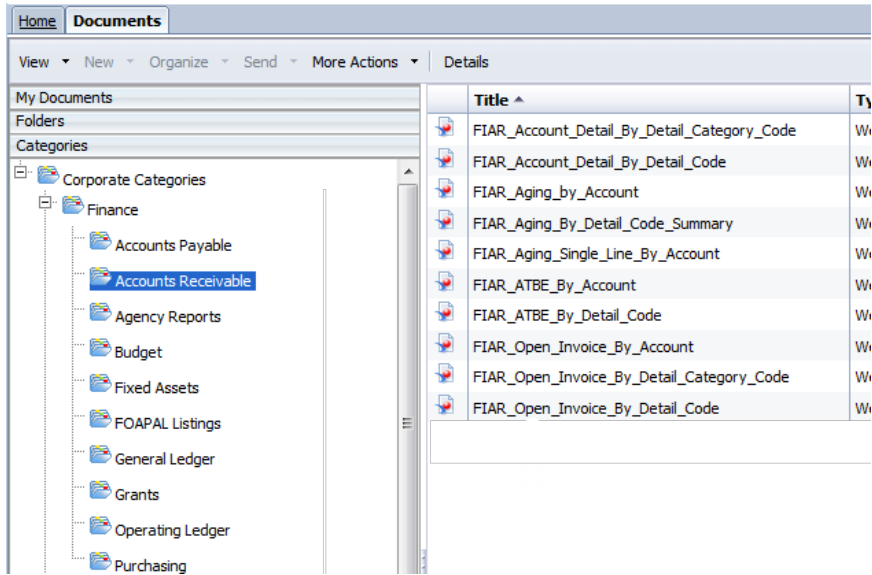 Home Documents
View New Organize Send More Actions Details
My Documents
Folders
Categories
Corporate Categories
Finance
Accounts Payable
Accounts Receivable
Agency Reports
Budget
Fixed Assets
FOAPAL Listings
General Ledger
Grants
Operating Ledger
Purchasing
Title
FIAR_Account_Detail_By_Detail_Category_Code
FIAR_Account_Detail_By_Detail_Code
FIAR_Aging_by_Account
FIAR_Aging_By_Detail_Code_Summary
FIAR_Aging_Single_Line_By_Account
FIAR_ATBE_By_Account
FIAR_ATBE_By_Detail_Code
FIAR_Open_Invoice_By_Account
FIAR_Open_Invoice_By_Detail_Category_Code
FIAR_Open_Invoice_By_Detail_Code